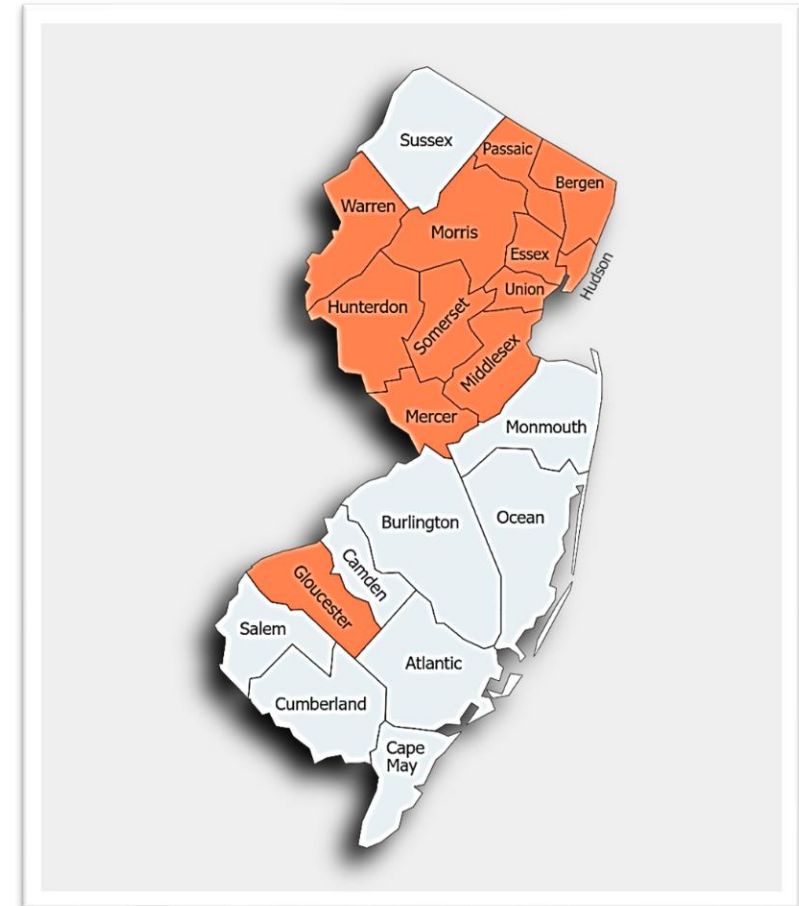 Sussex
Passaic
Bergen
Warren
Morris
Essex
Hudson
Union
Hunterdon
Somerset
Middlesex
Mercer
Monmouth
Burlington
Ocean
Camden
Gloucester
Salem
Atlantic
Cumberland
Cape
May